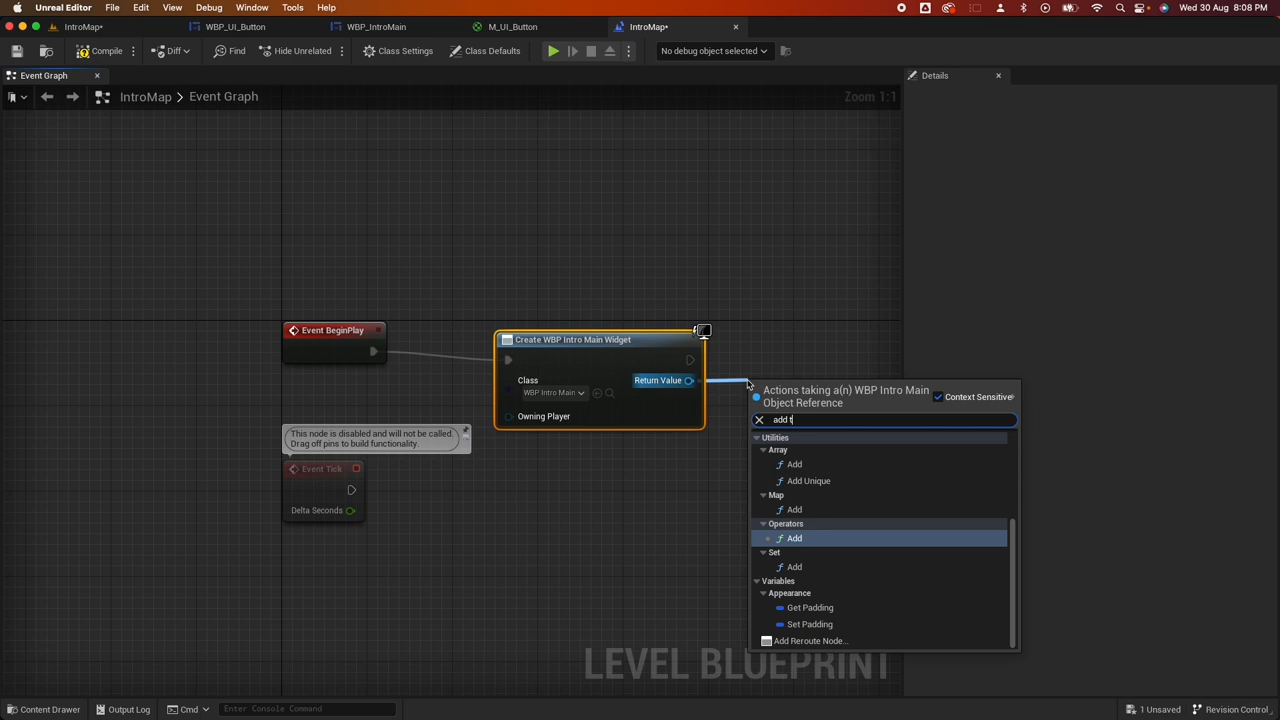 Unreal Editor File Edit View Debug Window Tools Help Wed 30 Aug 8:08 PM
IntroMap• WBP_UI_Button WBP_IntroMain M_UI_Button IntroMap•
Compile Diff Find Hide Unrelated Class Settings Class Defaults No debug object selected
Event Graph Details
IntroMap > Event Graph Zoom 1:1
Event BeginPlay
Create WBP Intro Main Widget
Class
WBP Intro Main
Return Value
Owning Player
This node is disabled and will not be called.
Drag off pins to build functionality.
Event Tick
Delta Seconds
Actions taking a(n) WBP Intro Main
Object Reference
Context Sensitive
add t
Utilities
Array
Add
Add Unique
Map
Add
Operators
Add
Set
Add
Variables
Appearance
Get Padding
Set Padding
Add Reroute Node...
LEVEL BLUEPRINT
Content Drawer Output Log Cmd Enter Console Command 1 Unsaved Revision Control